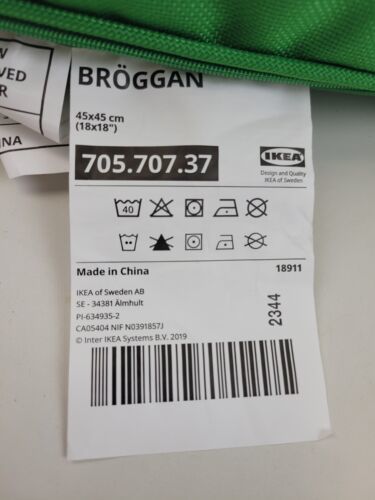 BRÖGGAN
45x45 cm
(18x18")
705.707.37
IKEA
Design and Quality
IKEA of Sweden
40
Made in China
18911
IKEA of Sweden AB
SE - 34381 Älmhult
PI-634935-2
CA05404 NIF N0391857J
© Inter IKEA Systems B.V. 2019
2344